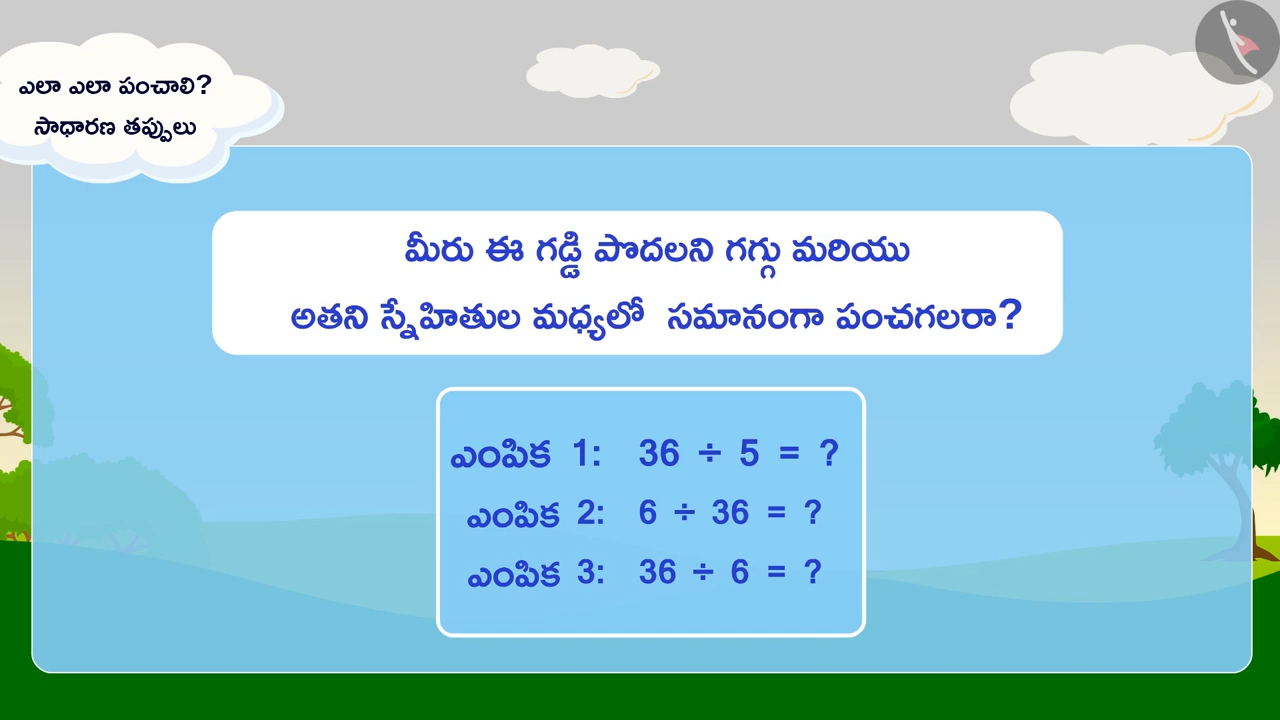 ఎలా ఎలా పంచాలి?
సాధారణ తప్పులు
మీరు ఈ గడ్డి పొదలని గగ్గు మరియు
అతని స్నేహితుల మధ్యలో సమానంగా పంచగలరా?
ఎంపిక 1: 36 ÷ 5 = ?
ఎంపిక 2: 6 ÷ 36 = ?
ఎంపిక 3: 36 ÷ 6 = ?